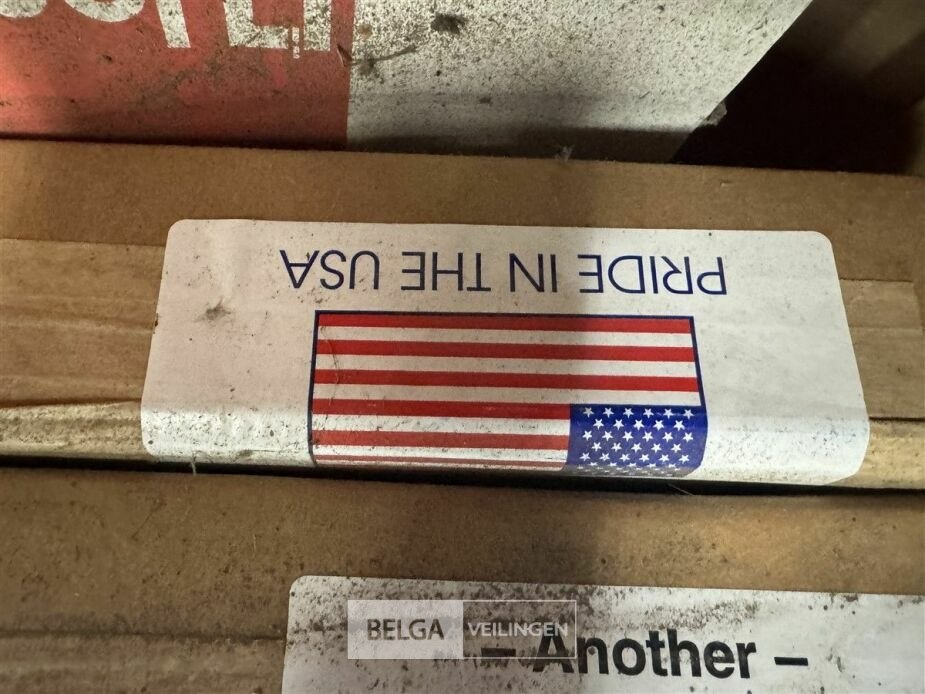 PRIDE IN THE USA
BELGA VEILINGEN
– Another –